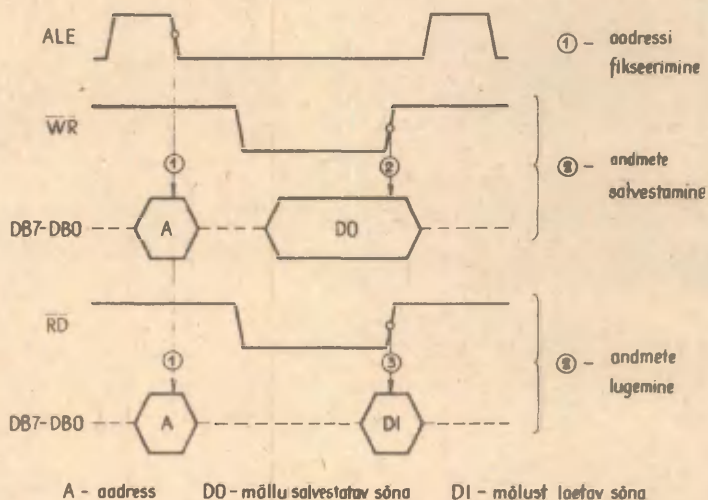 ALE
① - aadressi
fikseerimine
WR
① ②
② - andmete
salvestamine
DB7-DB0 A DO
RD
① ③
② - andmete
lugemine
DB7-DB0 A DI
A - aadress DO - mällu salvestatav sõna DI - mälust loetav sõna